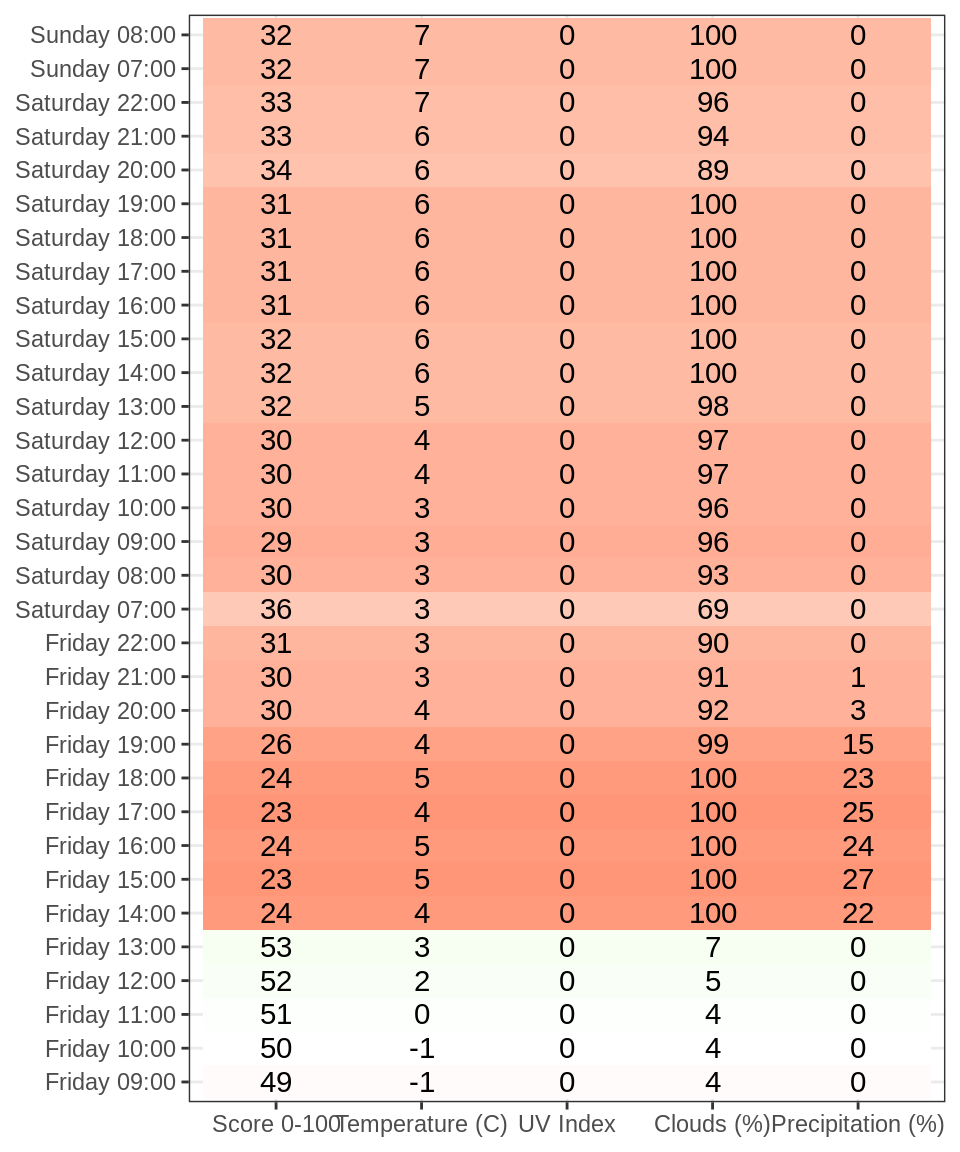 Sunday 08:00 32 7 0 100 0
Sunday 07:00 32 7 0 100 0
Saturday 22:00 33 7 0 96 0
Saturday 21:00 33 6 0 94 0
Saturday 20:00 34 6 0 89 0
Saturday 19:00 31 6 0 100 0
Saturday 18:00 31 6 0 100 0
Saturday 17:00 31 6 0 100 0
Saturday 16:00 31 6 0 100 0
Saturday 15:00 32 6 0 100 0
Saturday 14:00 32 6 0 100 0
Saturday 13:00 32 5 0 98 0
Saturday 12:00 30 4 0 97 0
Saturday 11:00 30 4 0 97 0
Saturday 10:00 30 3 0 96 0
Saturday 09:00 29 3 0 96 0
Saturday 08:00 30 3 0 93 0
Saturday 07:00 36 3 0 69 0
Friday 22:00 31 3 0 90 0
Friday 21:00 30 3 0 91 1
Friday 20:00 30 4 0 92 3
Friday 19:00 26 4 0 99 15
Friday 18:00 24 5 0 100 23
Friday 17:00 23 4 0 100 25
Friday 16:00 24 5 0 100 24
Friday 15:00 23 5 0 100 27
Friday 14:00 24 4 0 100 22
Friday 13:00 53 3 0 7 0
Friday 12:00 52 2 0 5 0
Friday 11:00 51 0 0 4 0
Friday 10:00 50 -1 0 4 0
Friday 09:00 49 -1 0 4 0
Score 0-100 Temperature (C) UV Index Clouds (%) Precipitation (%)